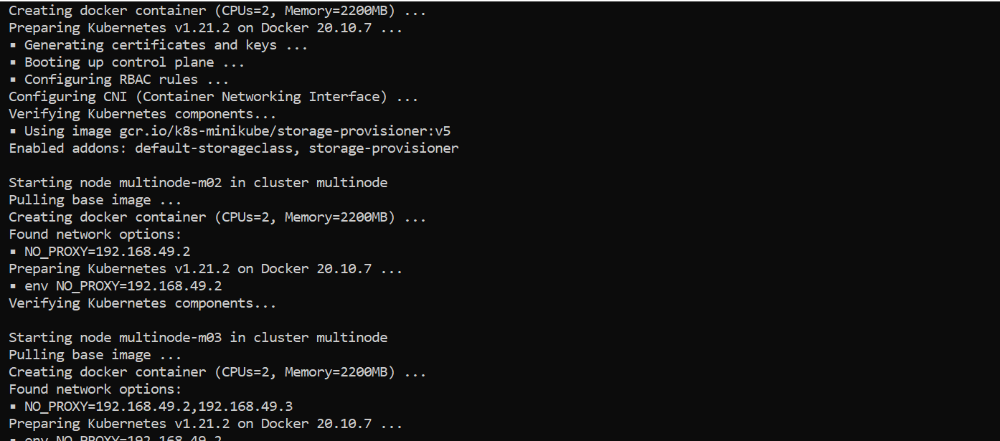 Creating docker container (CPUs=2, Memory=2200MB) ...
Preparing Kubernetes v1.21.2 on Docker 20.10.7 ...
▪ Generating certificates and keys ...
▪ Booting up control plane ...
▪ Configuring RBAC rules ...
Configuring CNI (Container Networking Interface) ...
Verifying Kubernetes components...
▪ Using image gcr.io/k8s-minikube/storage-provisioner:v5
Enabled addons: default-storageclass, storage-provisioner
Starting node multinode-m02 in cluster multinode
Pulling base image ...
Creating docker container (CPUs=2, Memory=2200MB) ...
Found network options:
▪ NO_PROXY=192.168.49.2
Preparing Kubernetes v1.21.2 on Docker 20.10.7 ...
▪ env NO_PROXY=192.168.49.2
Verifying Kubernetes components...
Starting node multinode-m03 in cluster multinode
Pulling base image ...
Creating docker container (CPUs=2, Memory=2200MB) ...
Found network options:
▪ NO_PROXY=192.168.49.2,192.168.49.3
Preparing Kubernetes v1.21.2 on Docker 20.10.7 ...
▪ env NO_PROXY=192.168.49.2